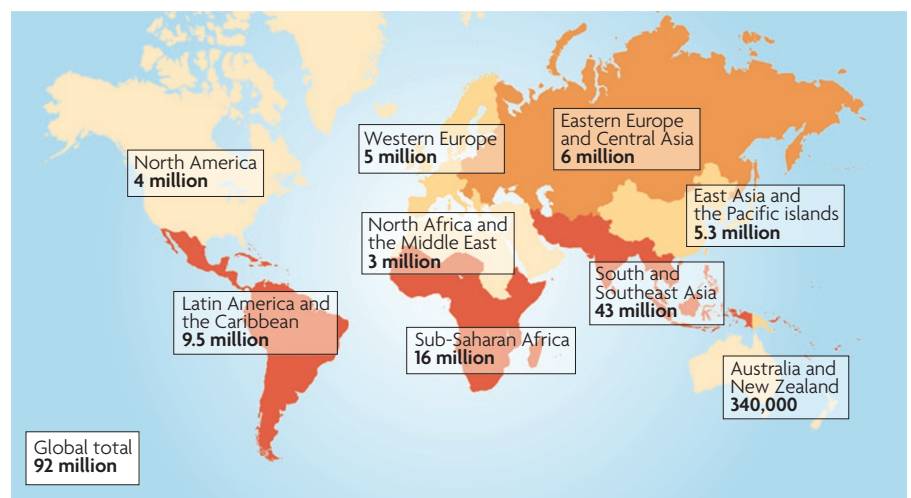 Western Europe
5 million
Eastern Europe
and Central Asia
6 million
North America
4 million
East Asia and
the Pacific islands
5.3 million
North Africa and
the Middle East
3 million
South and
Southeast Asia
43 million
Latin America and
the Caribbean
9.5 million
Sub-Saharan Africa
16 million
Australia and
New Zealand
340,000
Global total
92 million